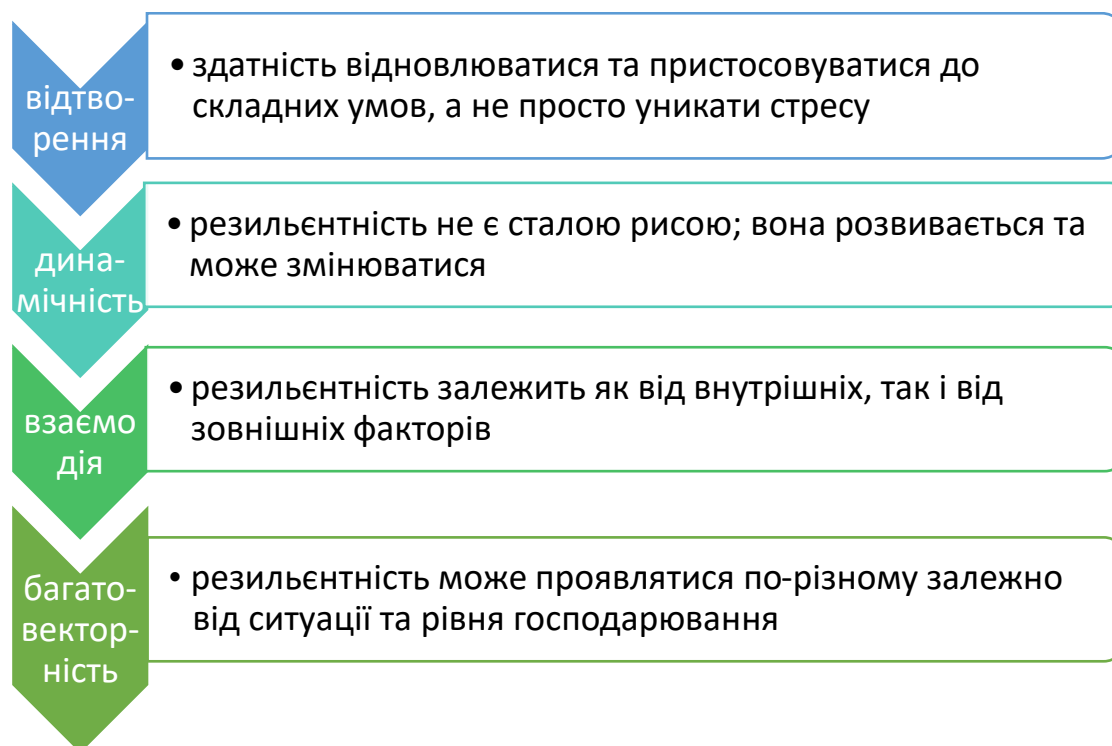 відтво-
рення
• здатність відновлюватися та пристосовуватися до
складних умов, а не просто уникати стресу
дина-
мічність
• резильєнтність не є сталою рисою; вона розвивається та
може змінюватися
взаємо
дія
• резильєнтність залежить як від внутрішніх, так і від
зовнішніх факторів
багато-
вектор-
ність
• резильєнтність може проявлятися по-різному залежно
від ситуації та рівня господарювання